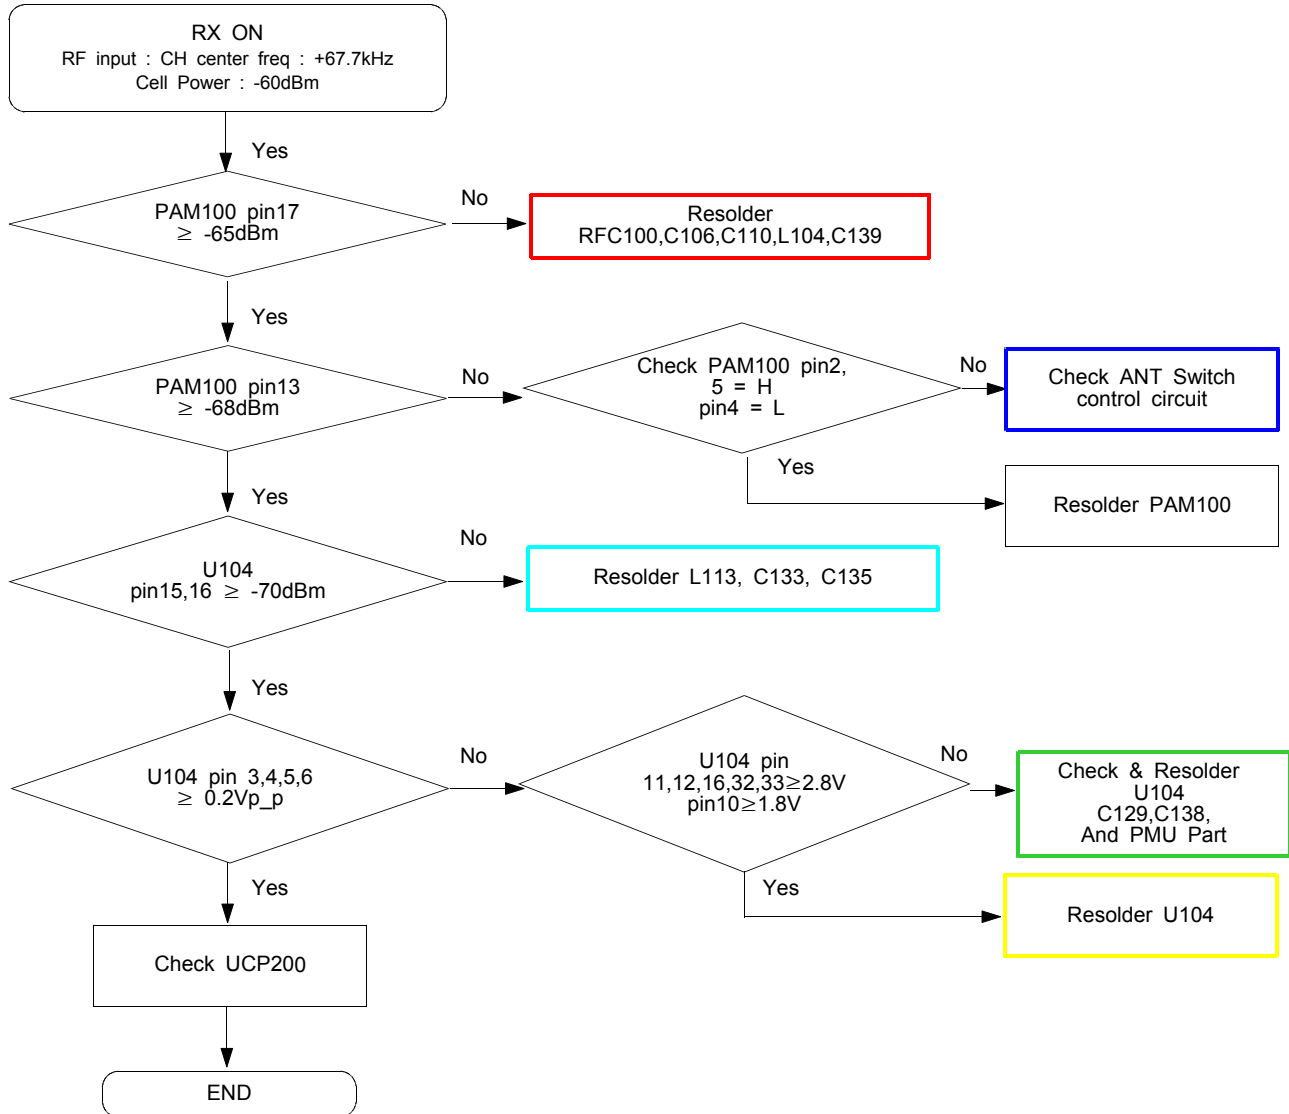 RX ON
RF input : CH center freq : +67.7kHz
Cell Power : -60dBm
Yes
PAM100 pin17
≥ -65dBm
No
Resolder
RFC100,C106,C110,L104,C139
Yes
PAM100 pin13
≥ -68dBm
No
Check PAM100 pin2,
5 = H
pin4 = L
No
Check ANT Switch
control circuit
Yes
Resolder PAM100
Yes
U104
pin15,16 ≥ -70dBm
No
Resolder L113, C133, C135
Yes
U104 pin 3,4,5,6
≥ 0.2Vp_p
No
U104 pin
11,12,16,32,33≥2.8V
pin10≥1.8V
No
Check & Resolder
U104
C129,C138,
And PMU Part
Yes
Resolder U104
Yes
Check UCP200
END